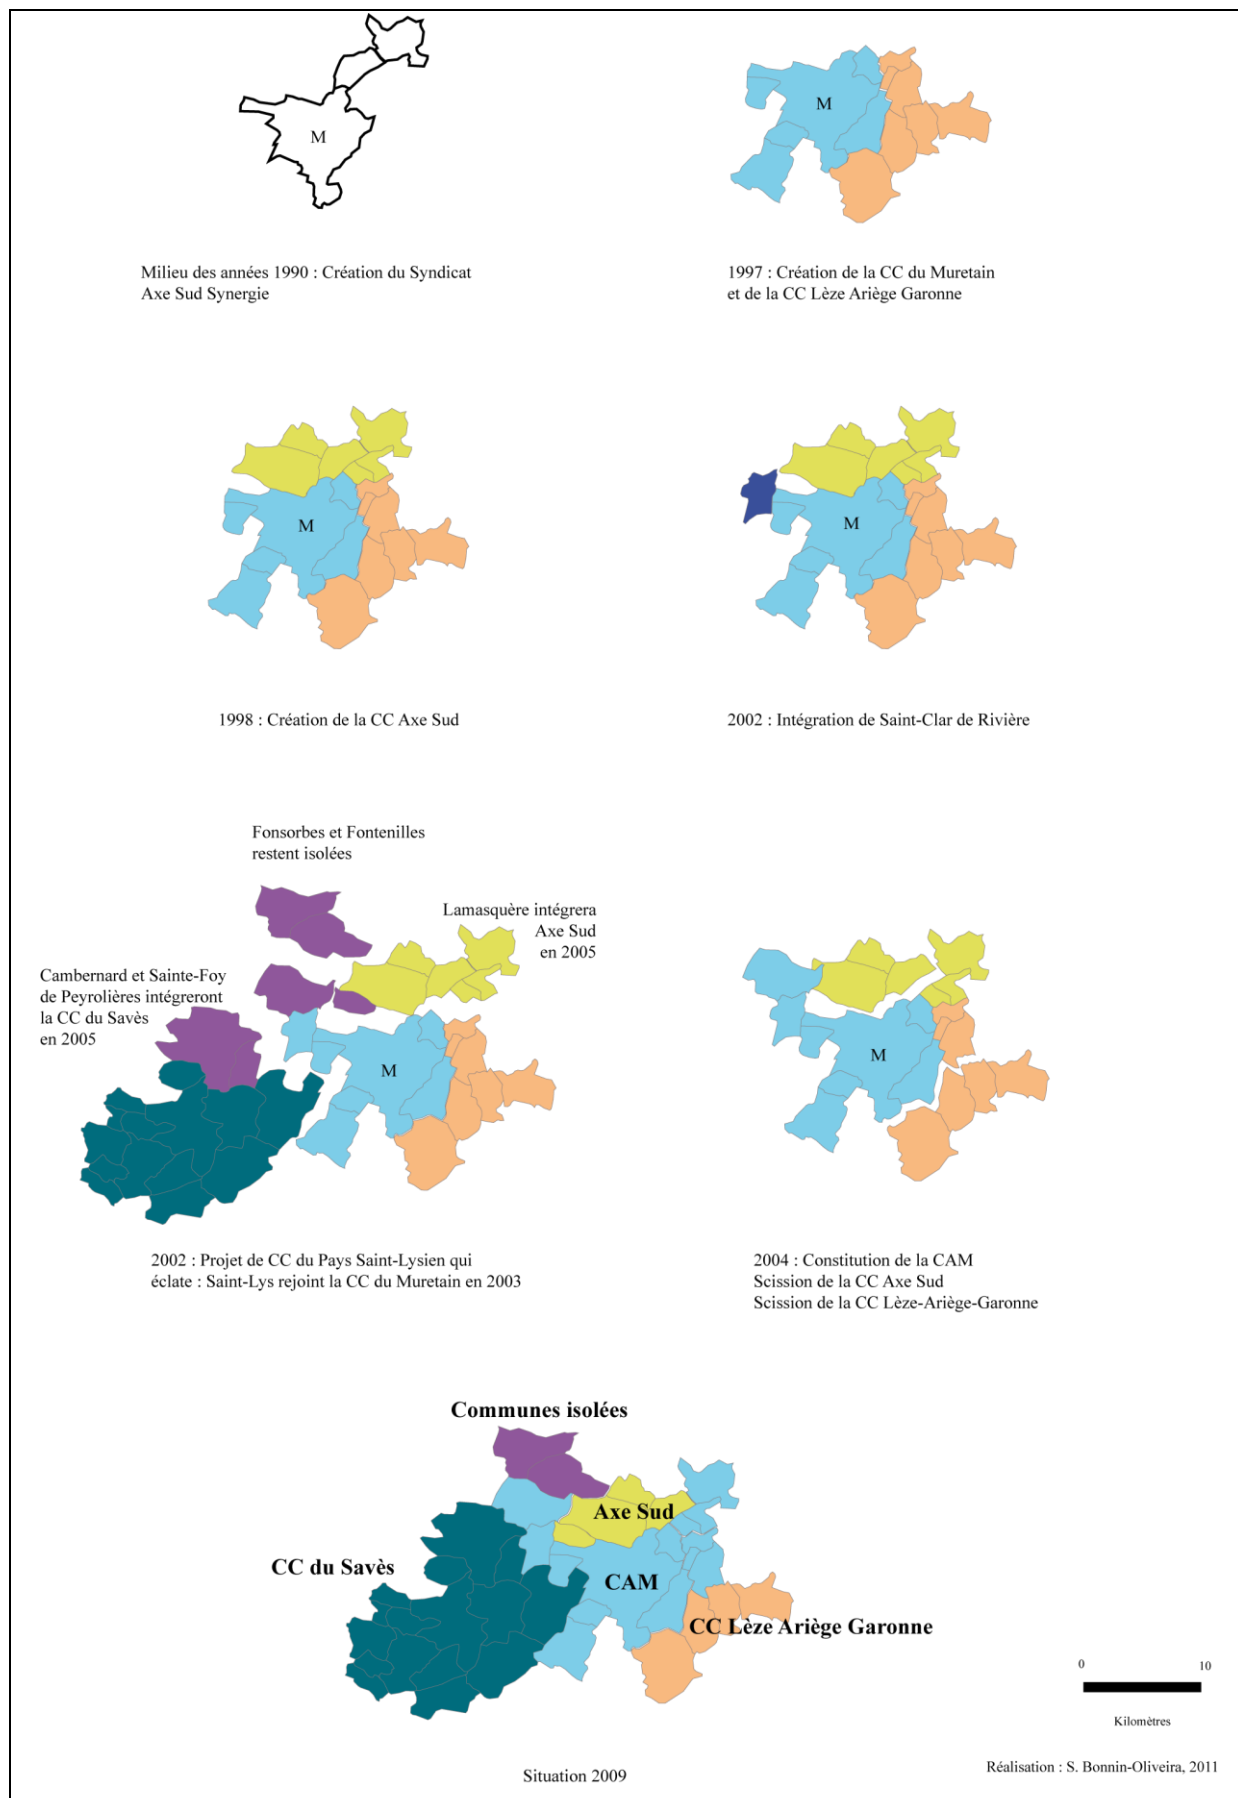 M
M
Milieu des années 1990 : Création du Syndicat
Axe Sud Synergie
1997 : Création de la CC du Muretain
et de la CC Lèze Ariège Garonne
M
M
1998 : Création de la CC Axe Sud
2002 : Intégration de Saint-Clar de Rivière
Fonsorbes et Fontenilles
restent isolées
Lamasquère intégrera
Axe Sud
en 2005
Cambernard et Sainte-Foy
de Peyrolières intégreront
la CC du Savès
en 2005
M
M
2002 : Projet de CC du Pays Saint-Lysien qui
éclate : Saint-Lys rejoint la CC du Muretain en 2003
2004 : Constitution de la CAM
Scission de la CC Axe Sud
Scission de la CC Lèze-Ariège-Garonne
Communes isolées
Axe Sud
CC du Savès
CAM
CC Lèze Ariège Garonne
0 10
Kilomètres
Situation 2009
Réalisation : S. Bonnin-Oliveira, 2011